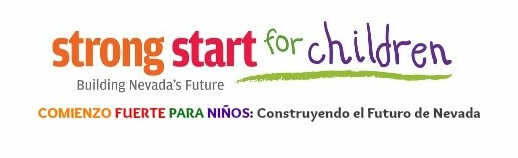 strong start for children
Building Nevada's Future
COMIENZO FUERTE PARA NIÑOS: Construyendo el Futuro de Nevada